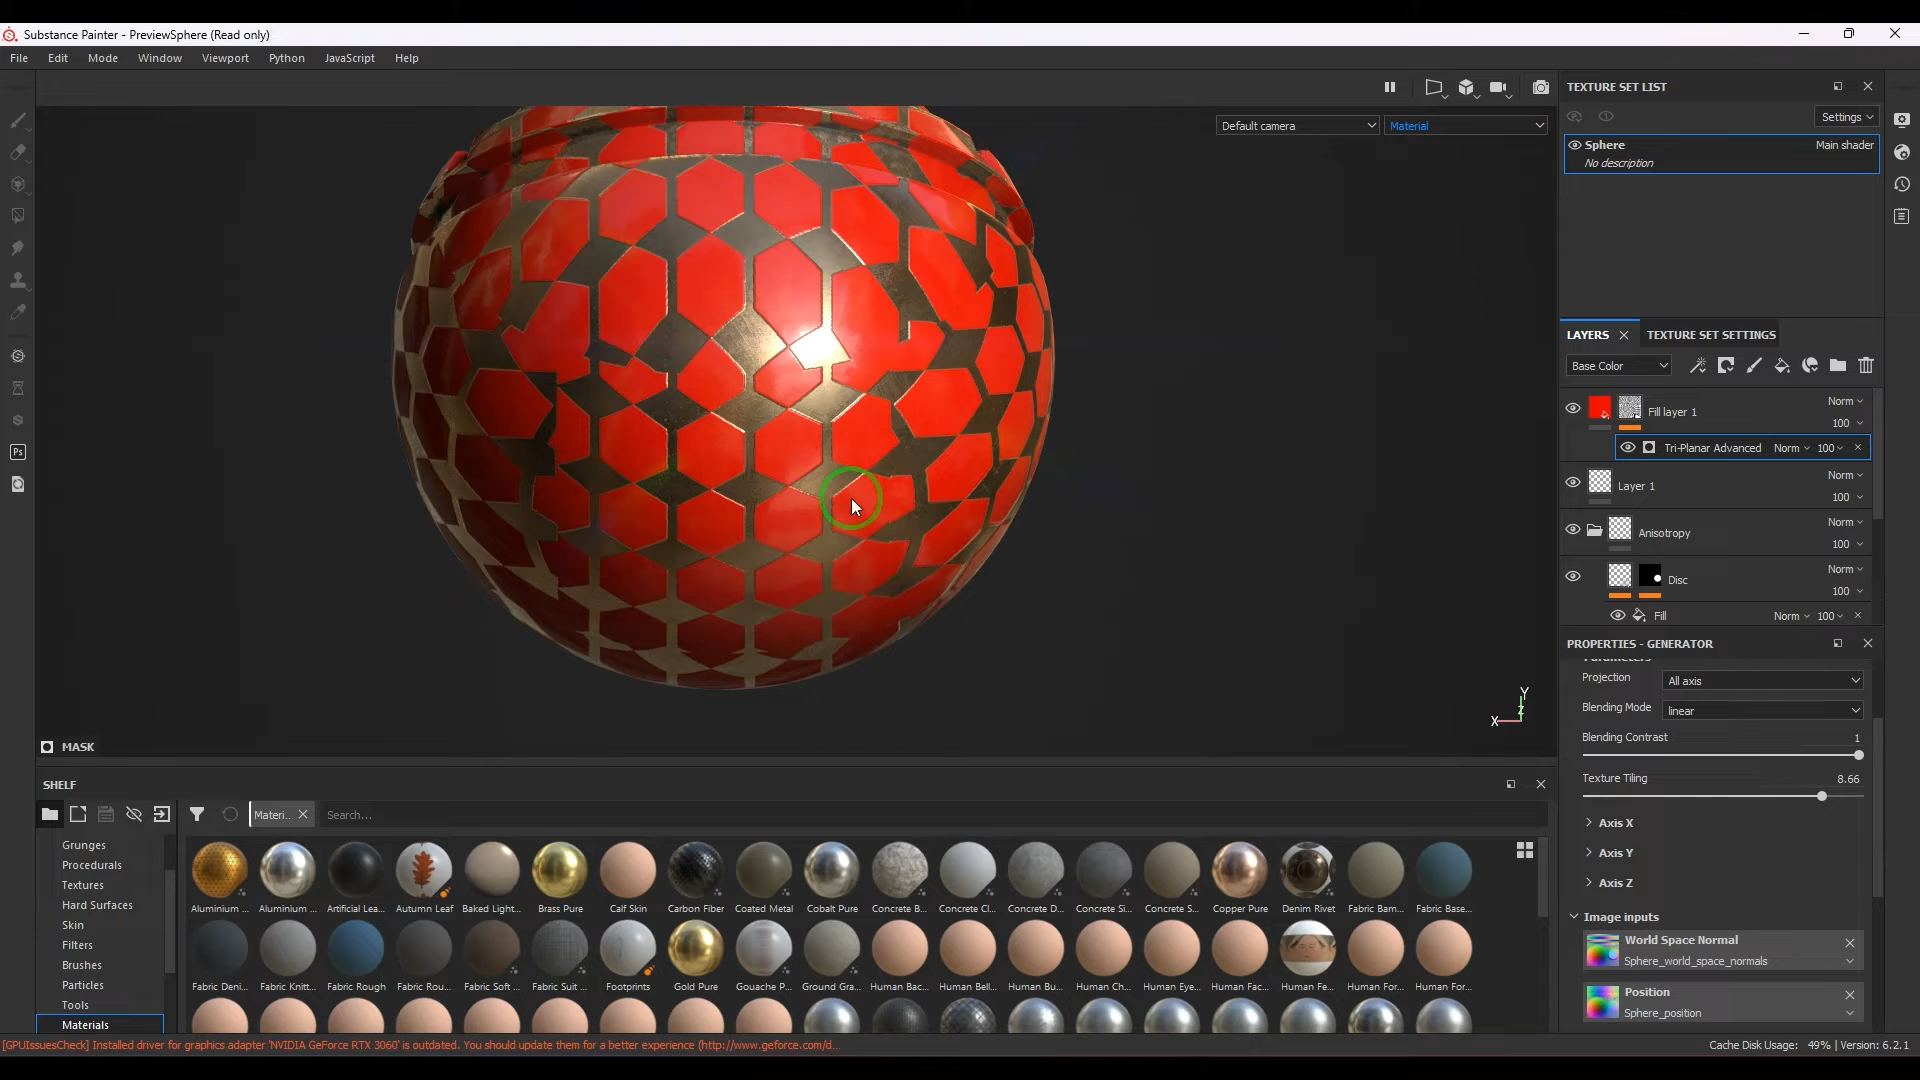 Substance Painter - PreviewSphere (Read only)
File Edit Mode Window Viewport Python JavaScript Help
Default camera Material
TEXTURE SET LIST
Settings
Sphere Main shader
No description
LAYERS TEXTURE SET SETTINGS
Base Color
Norm
Fill layer 1
100
Tri-Planar Advanced Norm 100
Norm
Layer 1
100
Norm
Anisotropy
100
Norm
Disc
100
Fill Norm 100
PROPERTIES - GENERATOR
Parameters
Projection All axis
Blending Mode linear
Blending Contrast 1
Texture Tiling 8.66
Axis X
Axis Y
Axis Z
Image inputs
World Space Normal
Sphere_world_space_normals
Position
Sphere_position
Y
X Z
MASK
SHELF
Materi.. Search...
Grunges
Procedurals
Textures
Hard Surfaces
Skin
Filters
Brushes
Particles
Tools
Materials
Ps
Aluminium ... Aluminium ... Artificial Lea... Autumn Leaf Baked Light... Brass Pure Calf Skin Carbon Fiber Coated Metal Cobalt Pure Concrete B... Concrete Cl... Concrete D... Concrete Si... Concrete S... Copper Pure Denim Rivet Fabric Bam... Fabric Base...
Fabric Deni... Fabric Knitt... Fabric Rough Fabric Rou... Fabric Soft ... Fabric Suit ... Footprints Gold Pure Gouache P... Ground Gra... Human Bac... Human Bell... Human Bu... Human Ch... Human Eye... Human Fac... Human Fe... Human For... Human For...
[GPUIssuesCheck] Installed driver for graphics adapter 'NVIDIA GeForce RTX 3060' is outdated. You should update them for a better experience (http://www.geforce.com/d...
Cache Disk Usage: 49% | Version: 6.2.1